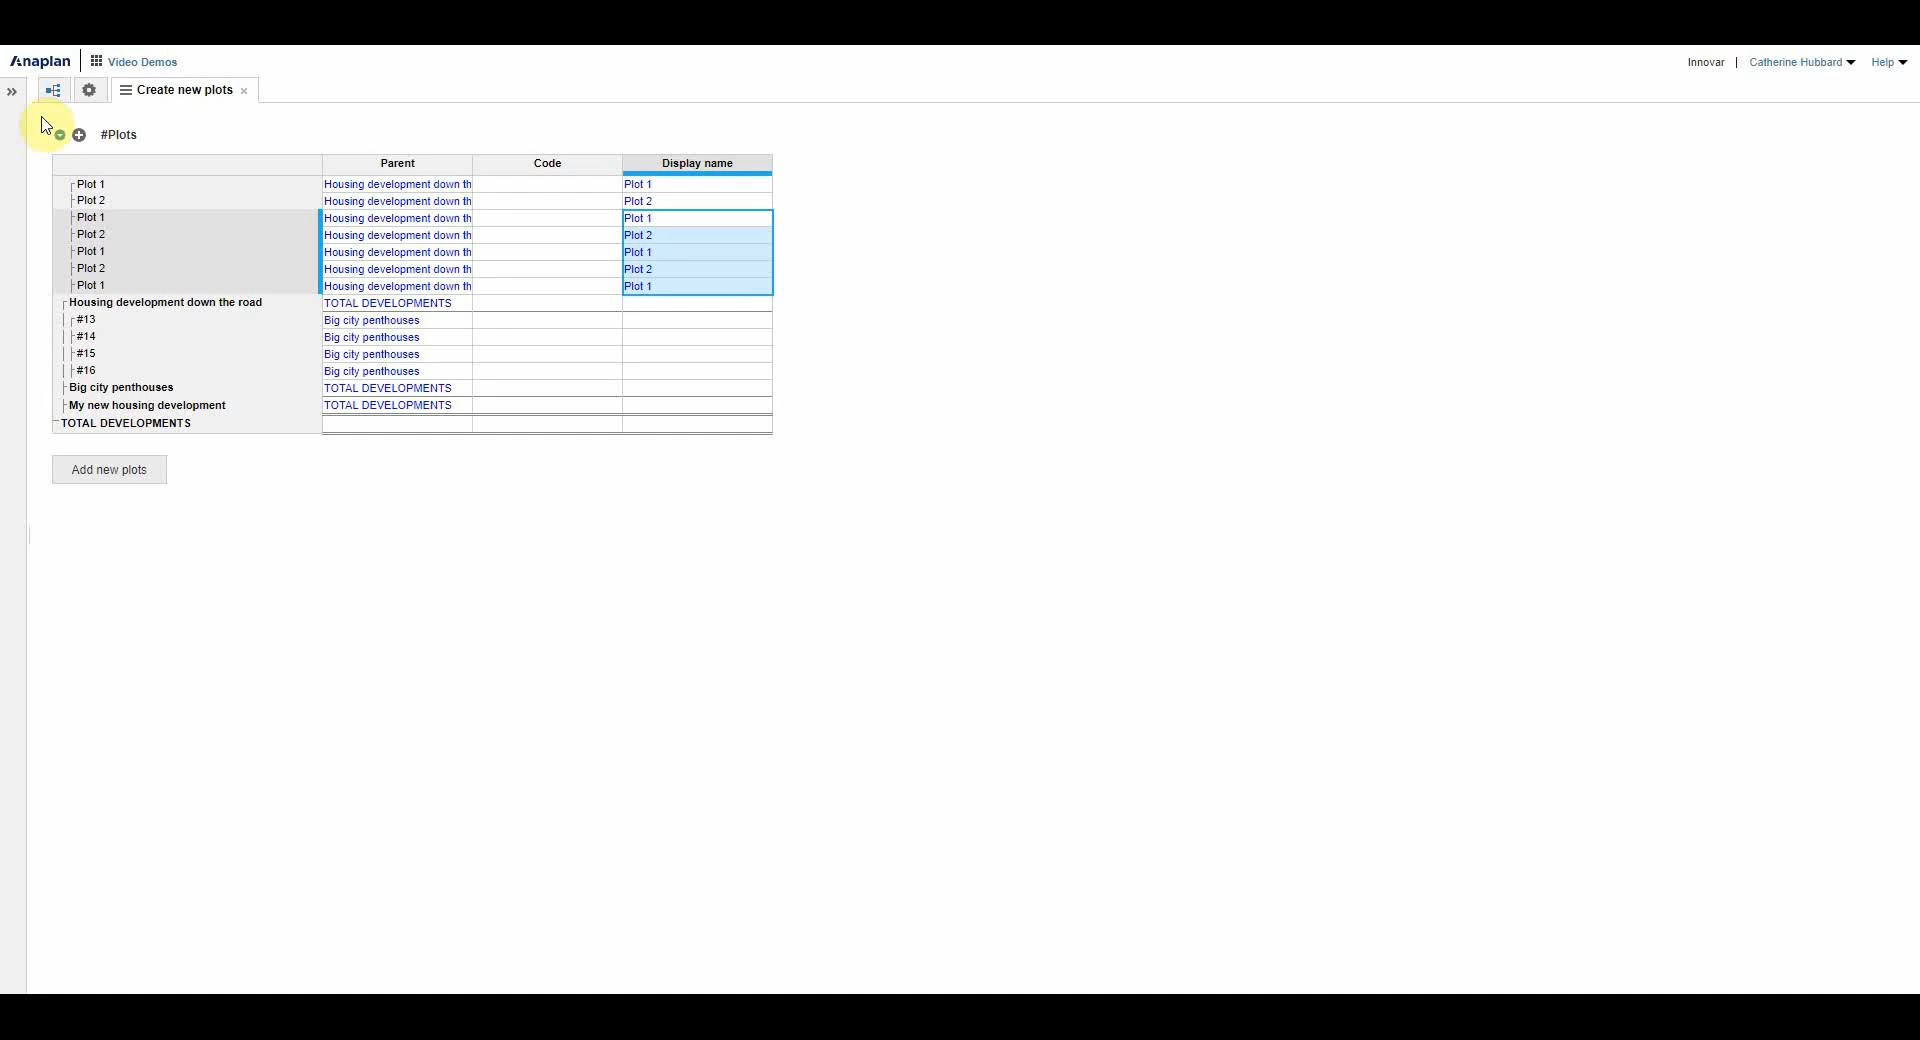 Anaplan Video Demos Innovar | Catherine Hubbard Help
Create new plots
#Plots
Parent Code Display name
Plot 1 Housing development down th Plot 1
Plot 2 Housing development down th Plot 2
Plot 1 Housing development down th Plot 1
Plot 2 Housing development down th Plot 2
Plot 1 Housing development down th Plot 1
Plot 2 Housing development down th Plot 2
Plot 1 Housing development down th Plot 1
Housing development down the road TOTAL DEVELOPMENTS
#13 Big city penthouses
#14 Big city penthouses
#15 Big city penthouses
#16 Big city penthouses
Big city penthouses TOTAL DEVELOPMENTS
My new housing development TOTAL DEVELOPMENTS
TOTAL DEVELOPMENTS
Add new plots